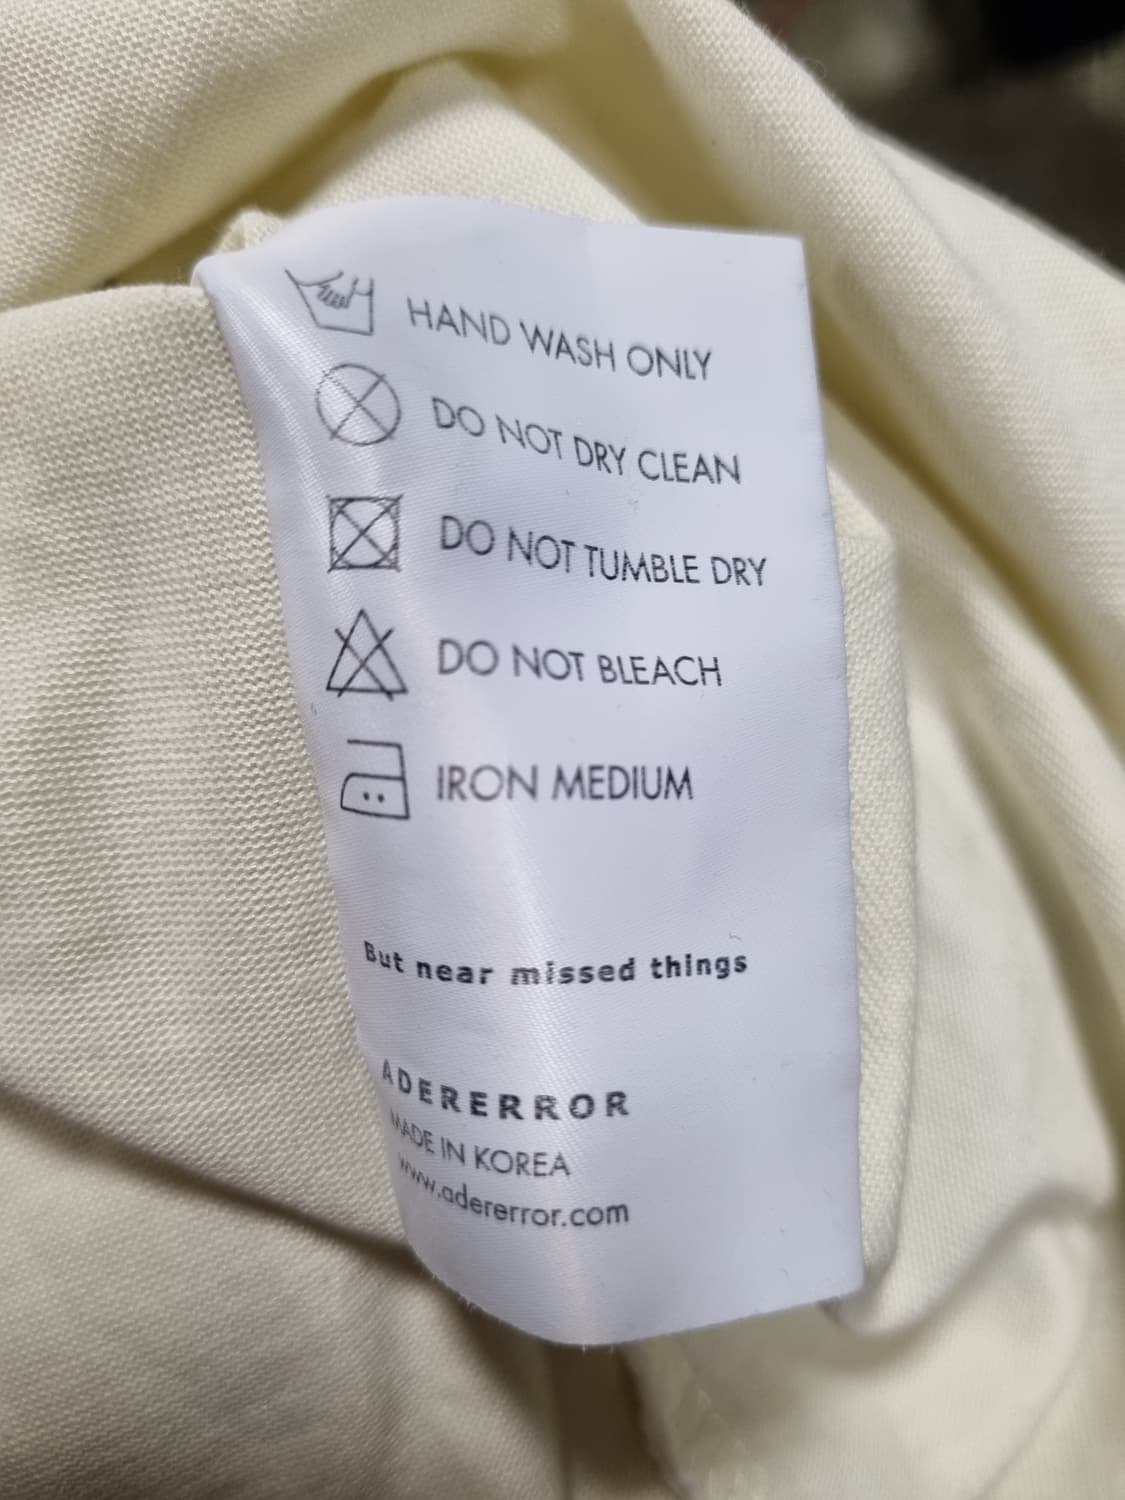 HAND WASH ONLY
DO NOT DRY CLEAN
DO NOT TUMBLE DRY
DO NOT BLEACH
IRON MEDIUM
But near missed things
ADERERROR
MADE IN KOREA
www.adererror.com